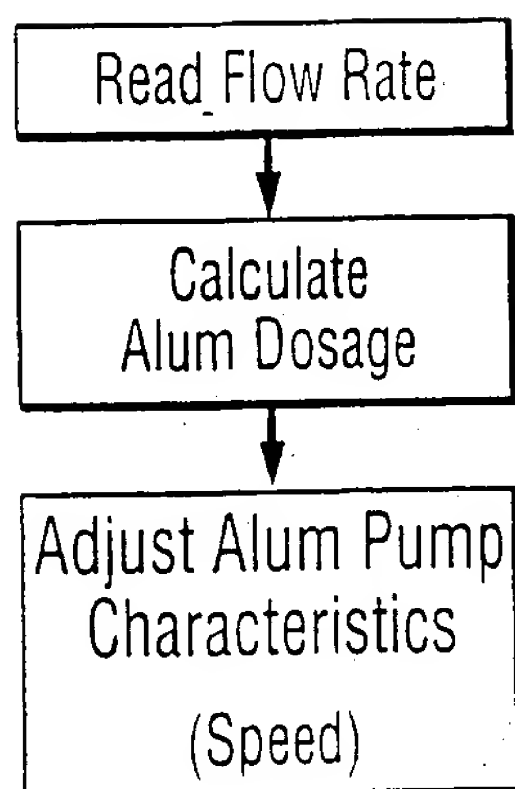 Read Flow Rate
Calculate
Alum Dosage
Adjust Alum Pump
Characteristics
(Speed)